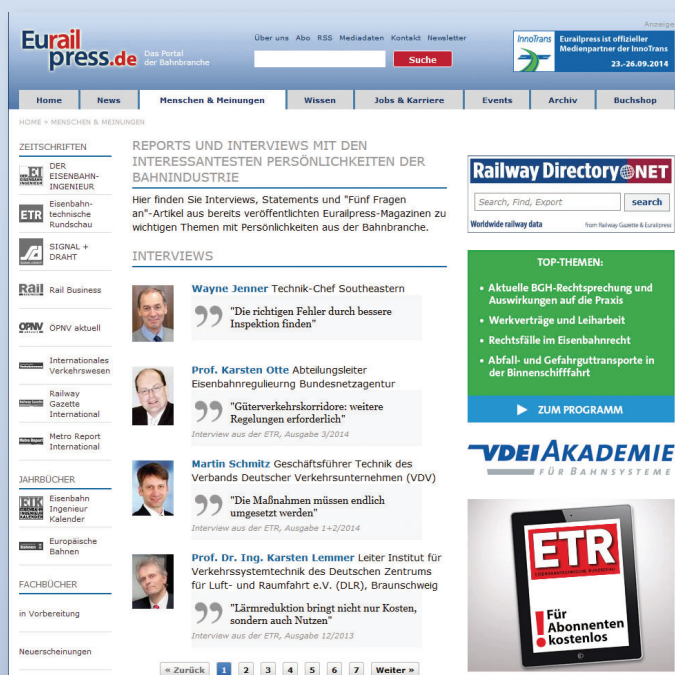 Anzeige
Eurail
press.de
Das Portal
der Bahnbranche
Über uns Abo RSS Mediadaten Kontakt Newsletter
Suche
InnoTrans
Eurailpress ist offizieller
Medienpartner der InnoTrans
23.-26.09.2014
Home News Menschen & Meinungen Wissen Jobs & Karriere Events Archiv Buchshop
HOME » MENSCHEN & MEINUNGEN
ZEITSCHRIFTEN
DER
EISENBAHN-
INGENIEUR
ETR
Eisenbahn-
technische
Rundschau
SIGNAL +
DRAHT
Rail
Rail Business
ÖPNV
ÖPNV aktuell
Internationales
Verkehrswesen
Railway
Gazette
International
Metro Report
Metro Report
International
JAHRBÜCHER
EIK
Eisenbahn
Ingenieur
Kalender
Europäische
Bahnen
FACHBÜCHER
in Vorbereitung
Neuerscheinungen
REPORTS UND INTERVIEWS MIT DEN
INTERESSANTESTEN PERSÖNLICHKEITEN DER
BAHNINDUSTRIE
Hier finden Sie Interviews, Statements und "Fünf Fragen
an"-Artikel aus bereits veröffentlichten Eurailpress-Magazinen zu
wichtigen Themen mit Persönlichkeiten aus der Bahnbranche.
INTERVIEWS
Wayne Jenner Technik-Chef Southeastern
"Die richtigen Fehler durch bessere
Inspektion finden"
Prof. Karsten Otte Abteilungsleiter
Eisenbahnregulieurng Bundesnetzagentur
"Güterverkehrskorridore: weitere
Regelungen erforderlich"
Interview aus der ETR, Ausgabe 3/2014
Martin Schmitz Geschäftsführer Technik des
Verbands Deutscher Verkehrsunternehmen (VDV)
"Die Maßnahmen müssen endlich
umgesetzt werden"
Interview aus der ETR, Ausgabe 1+2/2014
Prof. Dr. Ing. Karsten Lemmer Leiter Institut für
Verkehrssystemtechnik des Deutschen Zentrums
für Luft- und Raumfahrt e.V. (DLR), Braunschweig
"Lärmreduktion bringt nicht nur Kosten,
sondern auch Nutzen"
Interview aus der ETR, Ausgabe 12/2013
« Zurück 1 2 3 4 5 6 7 Weiter »
Railway Directory NET
Search, Find, Export
search
Worldwide railway data
from Railway Gazette & Eurailpress
TOP-THEMEN:
• Aktuelle BGH-Rechtsprechung und
Auswirkungen auf die Praxis
• Werkverträge und Leiharbeit
• Rechtsfälle im Eisenbahnrecht
• Abfall- und Gefahrguttransporte in
der Binnenschifffahrt
ZUM PROGRAMM
VDEI AKADEMIE
FÜR BAHNSYSTEME
ETR
Für
Abonnenten
kostenlos
!